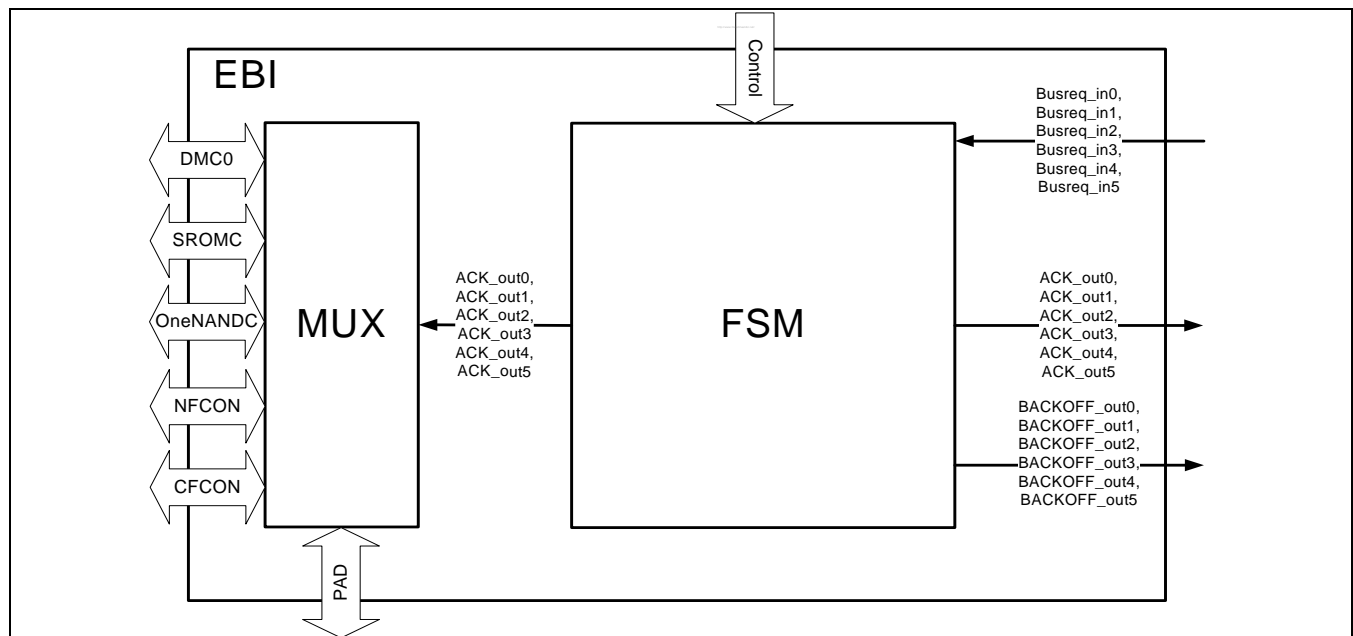 EBI
Control
DMC0
SROMC
OneNANDC
NFCON
CFCON
MUX
PAD
ACK_out0,
ACK_out1,
ACK_out2,
ACK_out3
ACK_out4,
ACK_out5
FSM
Busreq_in0,
Busreq_in1,
Busreq_in2,
Busreq_in3,
Busreq_in4,
Busreq_in5
ACK_out0,
ACK_out1,
ACK_out2,
ACK_out3,
ACK_out4,
ACK_out5
BACKOFF_out0,
BACKOFF_out1,
BACKOFF_out2,
BACKOFF_out3,
BACKOFF_out4,
BACKOFF_out5